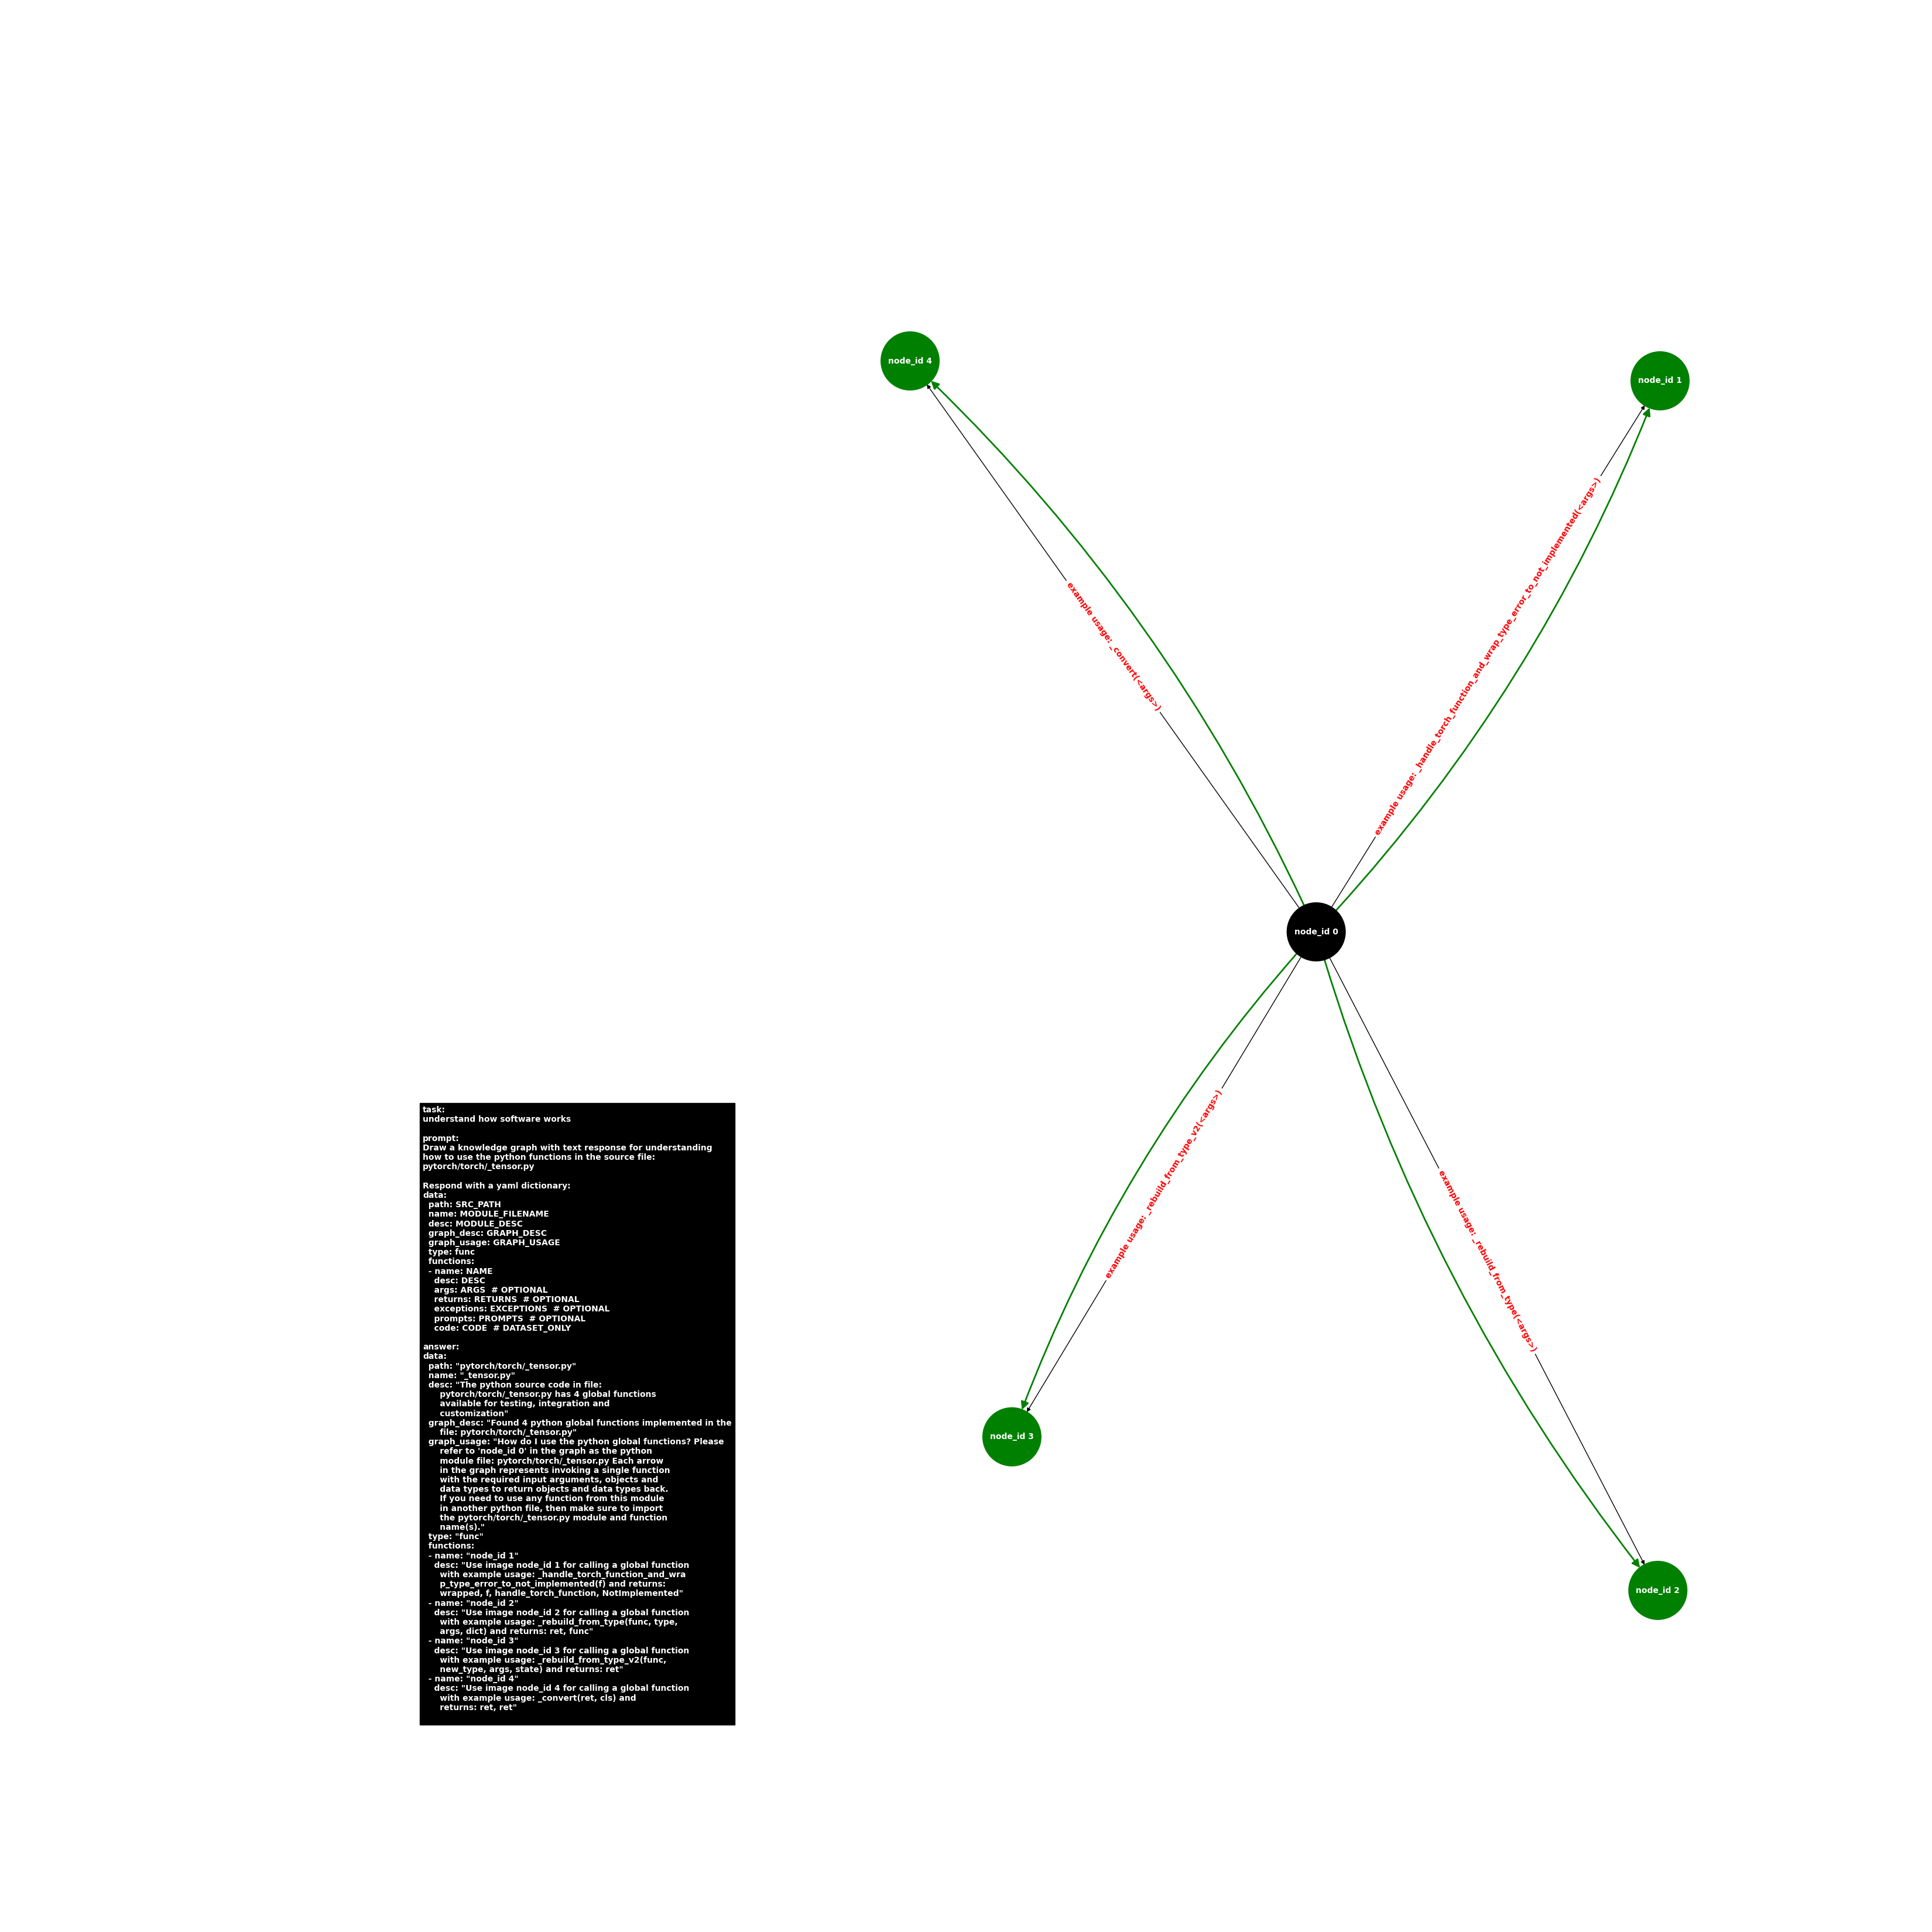 node_id 4
node_id 1
example usage: _handle_torch_function_and_wrap_type_error_to_not_implemented(<args>)
example usage: _convert(<args>)
node_id 0
example usage: _rebuild_from_type_v2(<args>)
example usage: _rebuild_from_type(<args>)
node_id 3
node_id 2
task:
understand how software works

prompt:
Draw a knowledge graph with text response for understanding
how to use the python functions in the source file:
pytorch/torch/_tensor.py

Respond with a yaml dictionary:
data:
  path: SRC_PATH
  name: MODULE_FILENAME
  desc: MODULE_DESC
  graph_desc: GRAPH_DESC
  graph_usage: GRAPH_USAGE
  type: func
  functions:
  - name: NAME
    desc: DESC
    args: ARGS  # OPTIONAL
    returns: RETURNS  # OPTIONAL
    exceptions: EXCEPTIONS  # OPTIONAL
    prompts: PROMPTS  # OPTIONAL
    code: CODE  # DATASET_ONLY

answer:
data:
  path: "pytorch/torch/_tensor.py"
  name: "_tensor.py"
  desc: "The python source code in file:
      pytorch/torch/_tensor.py has 4 global functions
      available for testing, integration and
      customization"
  graph_desc: "Found 4 python global functions implemented in the
      file: pytorch/torch/_tensor.py"
  graph_usage: "How do I use the python global functions? Please
      refer to 'node_id 0' in the graph as the python
      module file: pytorch/torch/_tensor.py Each arrow
      in the graph represents invoking a single function
      with the required input arguments, objects and
      data types to return objects and data types back.
      If you need to use any function from this module
      in another python file, then make sure to import
      the pytorch/torch/_tensor.py module and function
      name(s)."
  type: "func"
  functions:
  - name: "node_id 1"
    desc: "Use image node_id 1 for calling a global function
      with example usage: _handle_torch_function_and_wra
      p_type_error_to_not_implemented(f) and returns:
      wrapped, f, handle_torch_function, NotImplemented"
  - name: "node_id 2"
    desc: "Use image node_id 2 for calling a global function
      with example usage: _rebuild_from_type(func, type,
      args, dict) and returns: ret, func"
  - name: "node_id 3"
    desc: "Use image node_id 3 for calling a global function
      with example usage: _rebuild_from_type_v2(func,
      new_type, args, state) and returns: ret"
  - name: "node_id 4"
    desc: "Use image node_id 4 for calling a global function
      with example usage: _convert(ret, cls) and
      returns: ret, ret"